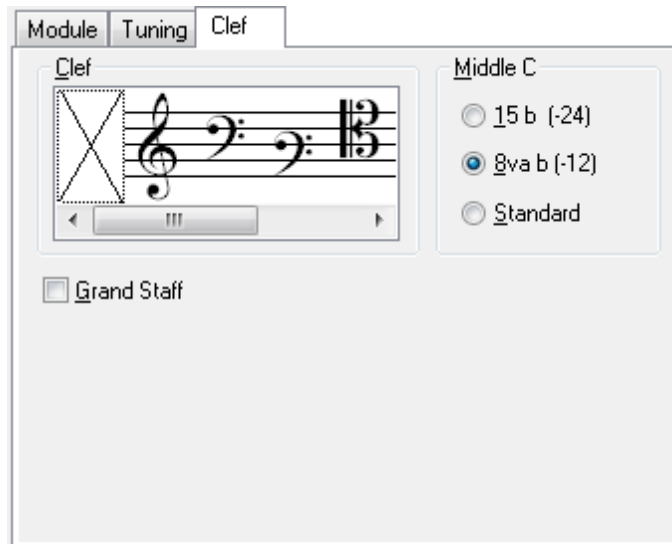 Module Tuning Clef
Clef
Middle C
15 b (-24)
8va b (-12)
Standard
Grand Staff